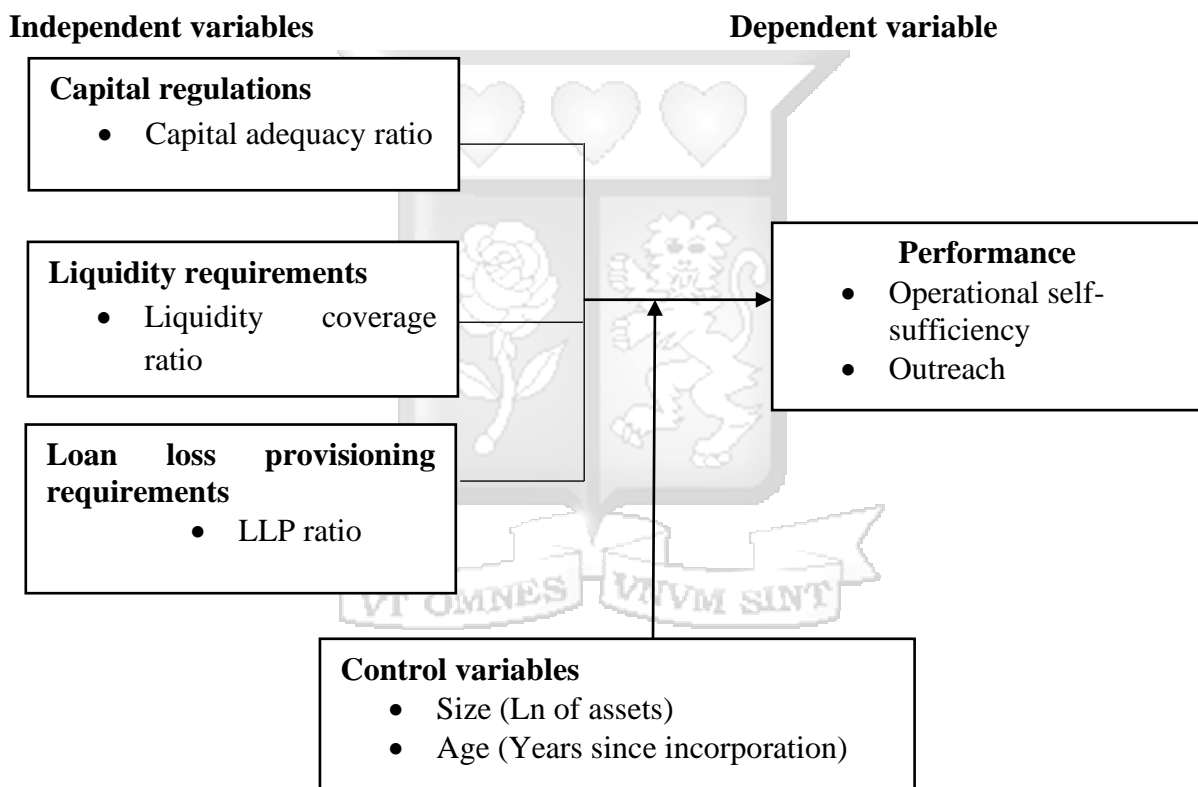 Independent variables
Dependent variable
Capital regulations
• Capital adequacy ratio
Liquidity requirements
• Liquidity coverage
ratio
Loan loss provisioning
requirements
• LLP ratio
Performance
• Operational self-
sufficiency
• Outreach
VT OMNES VNVM SINT
Control variables
• Size (Ln of assets)
• Age (Years since incorporation)